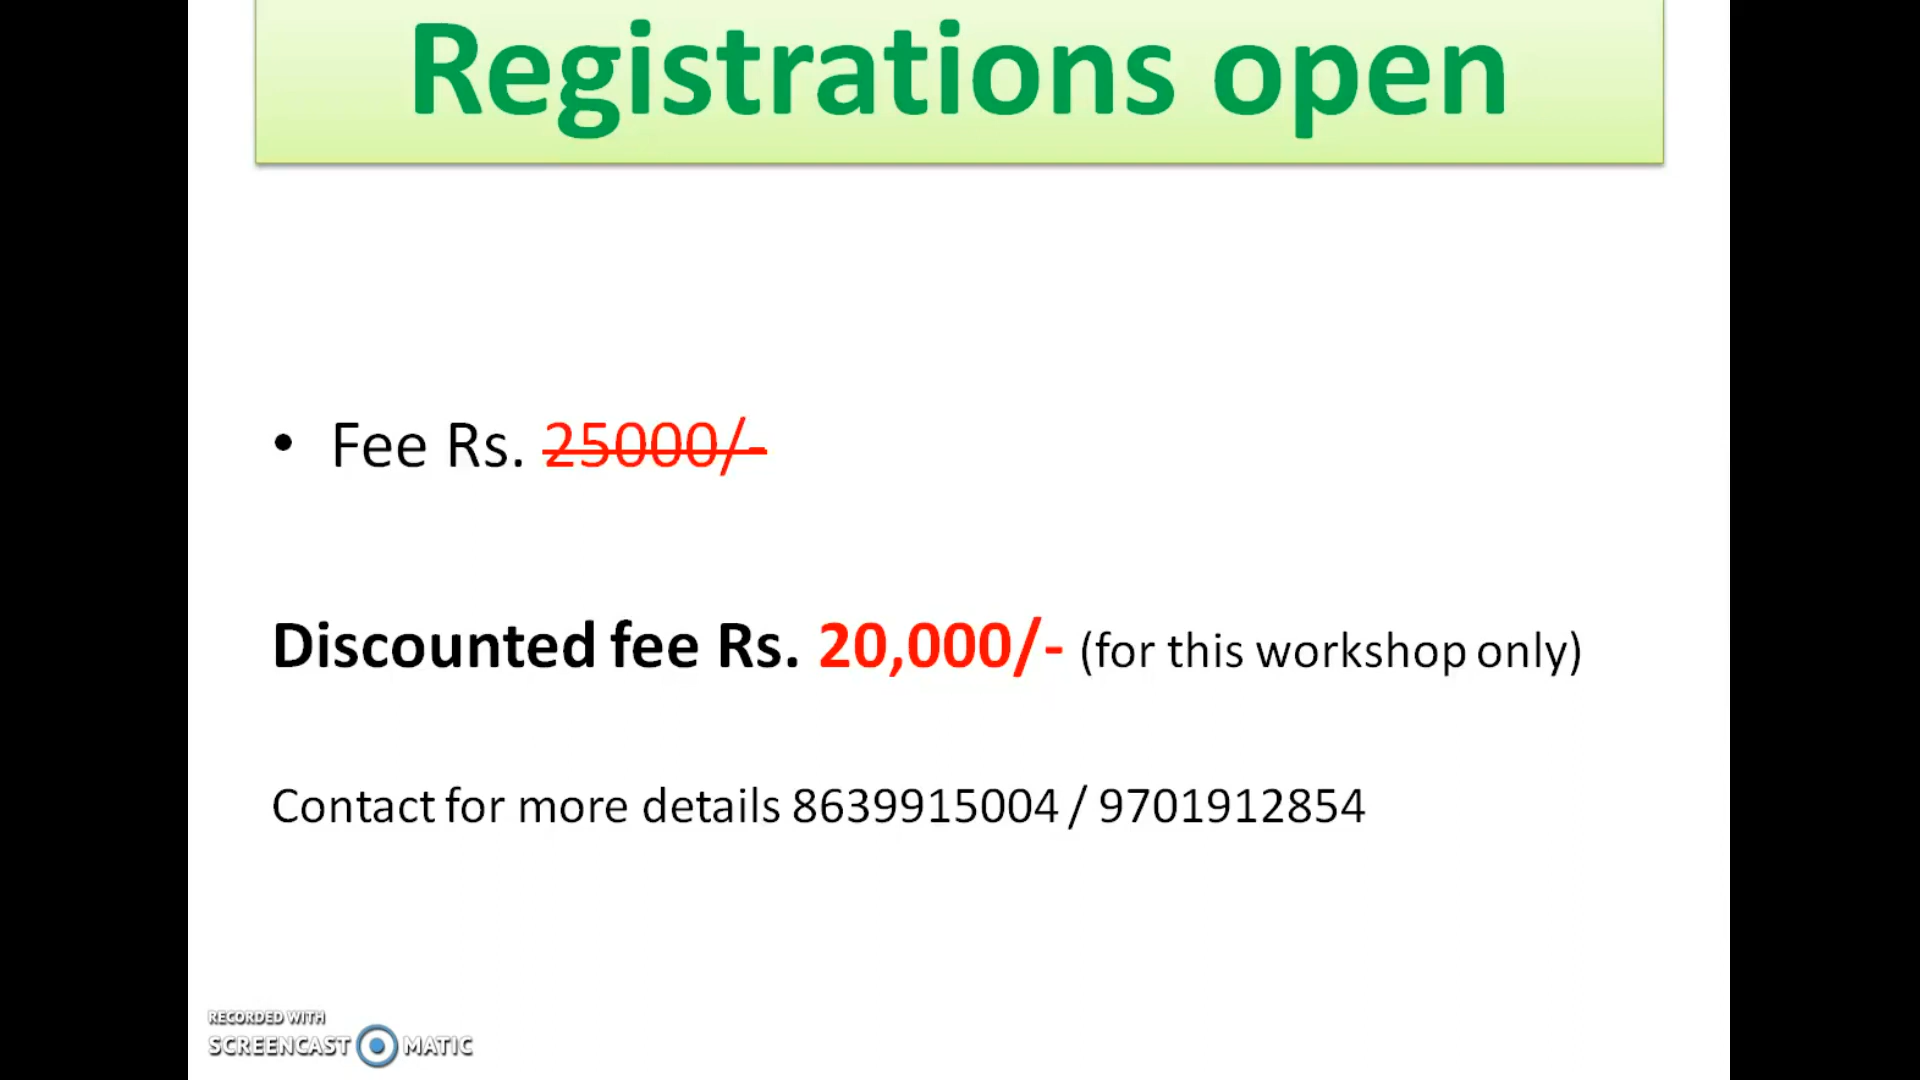 Registrations open
• Fee Rs. 25000/-
Discounted fee Rs. 20,000/- (for this workshop only)
Contact for more details 8639915004 / 9701912854
RECORDED WITH
SCREENCAST MATIC